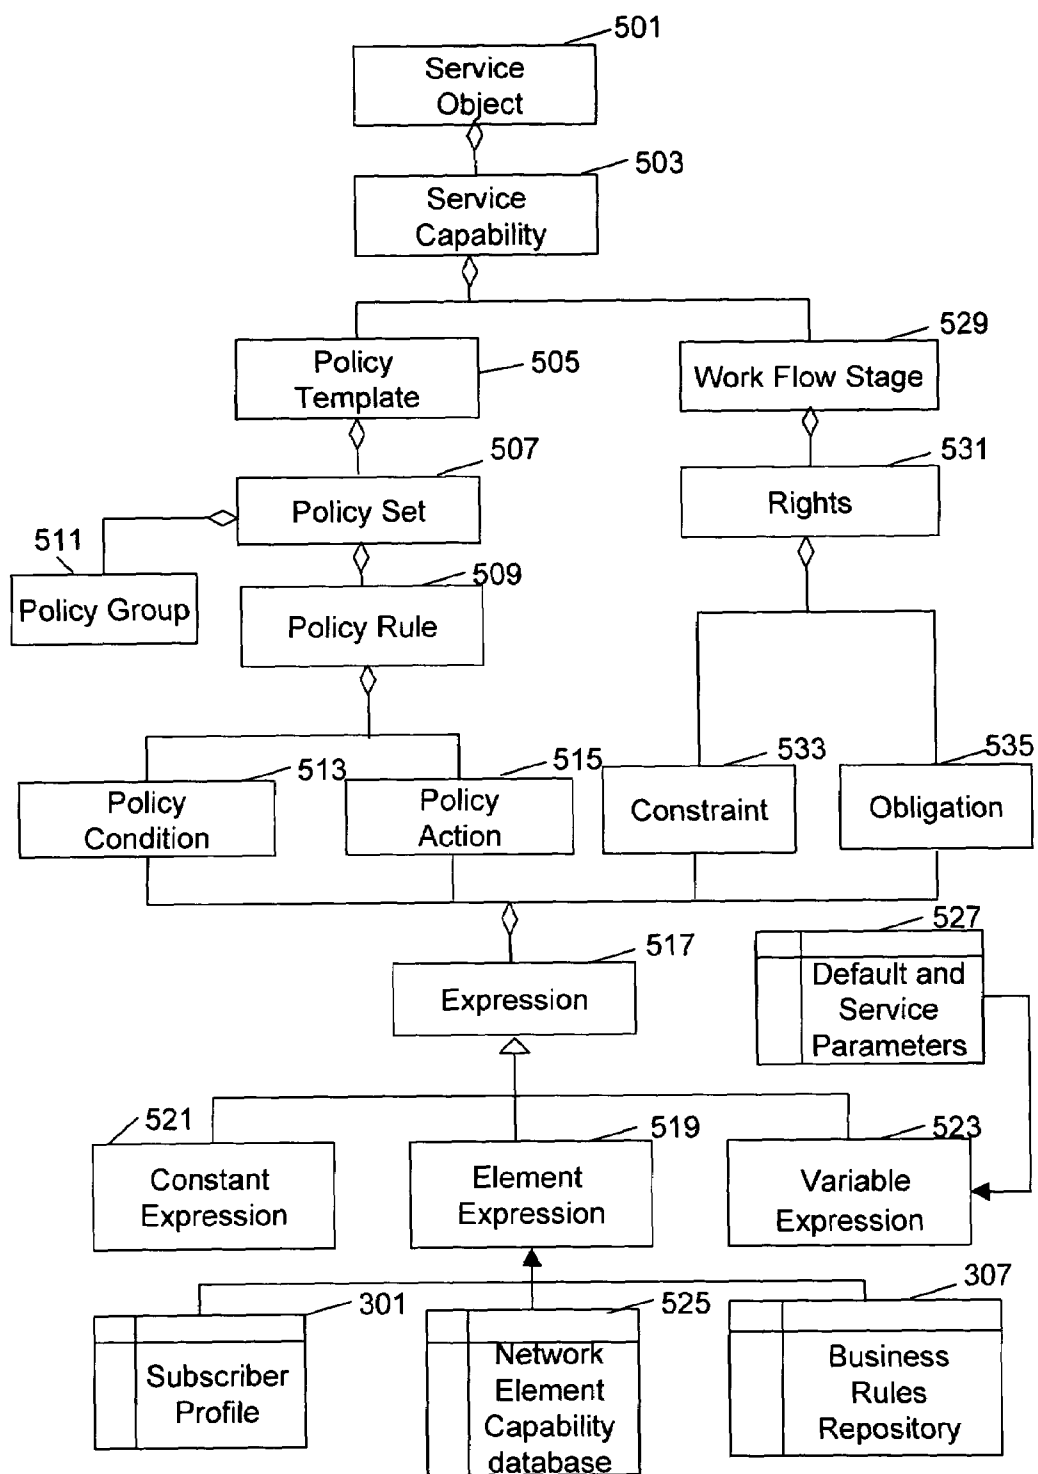 501
Service
Object
503
Service
Capability
529
Policy
Template
505
Work Flow Stage
507
531
Policy Set
Rights
511
509
Policy Group
Policy Rule
513
515
533
535
Policy
Condition
Policy
Action
Constraint
Obligation
527
517
Default and
Service
Parameters
Expression
521
519
523
Constant
Expression
Element
Expression
Variable
Expression
301
525
307
Subscriber
Profile
Network
Element
Capability
database
Business
Rules
Repository